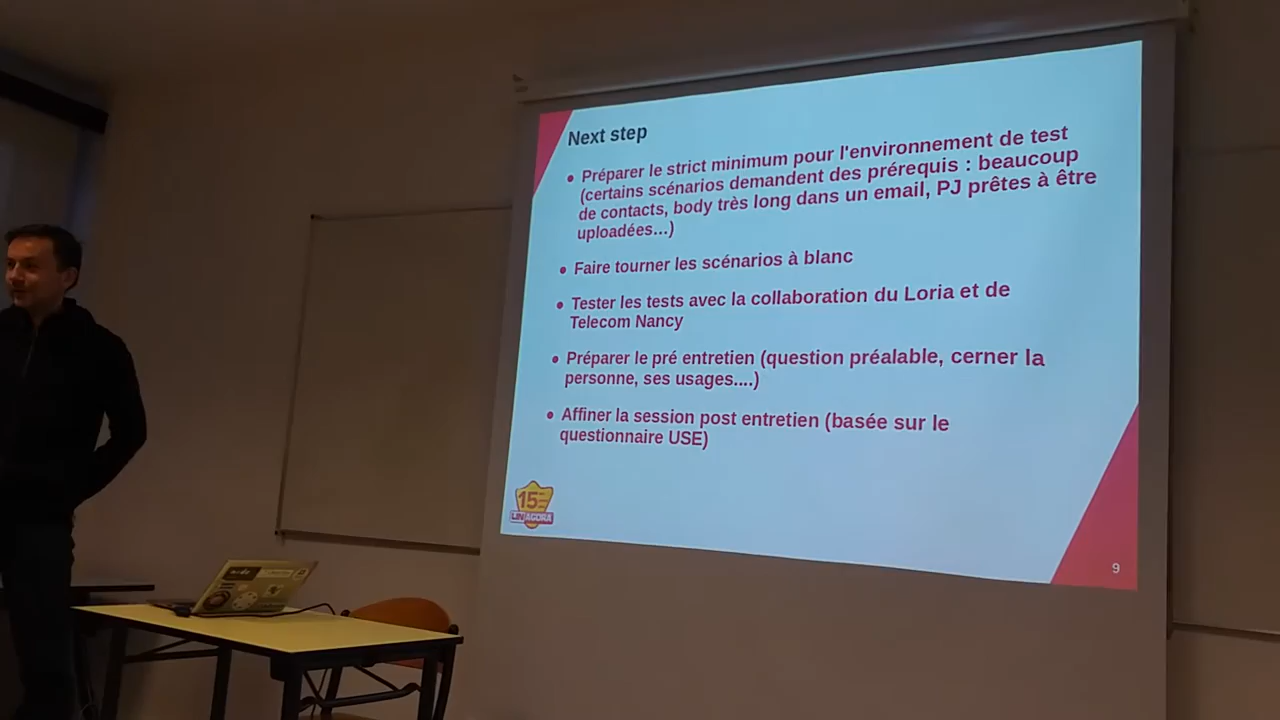 Next step
• Préparer le strict minimum pour l'environnement de test
(certains scénarios demandent des prérequis : beaucoup
de contacts, body très long dans un email, PJ prêtes à être
uploadées...)
• Faire tourner les scénarios à blanc
• Tester les tests avec la collaboration du Loria et de
Telecom Nancy
• Préparer le pré entretien (question préalable, cerner la
personne, ses usages....)
• Affiner la session post entretien (basée sur le
questionnaire USE)
15
LINAGORA
9